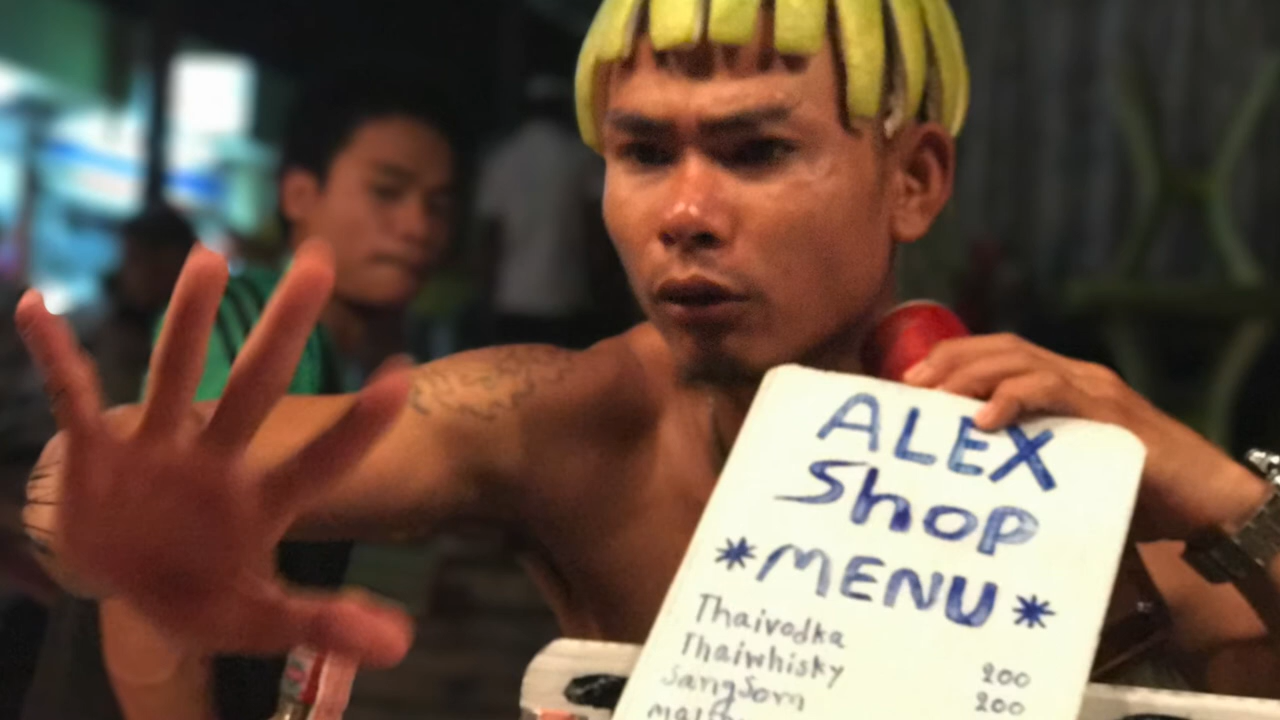 ALEX
Shop
*MENU*
Thaivodka
Thaiwhisky 200
SangSom 200